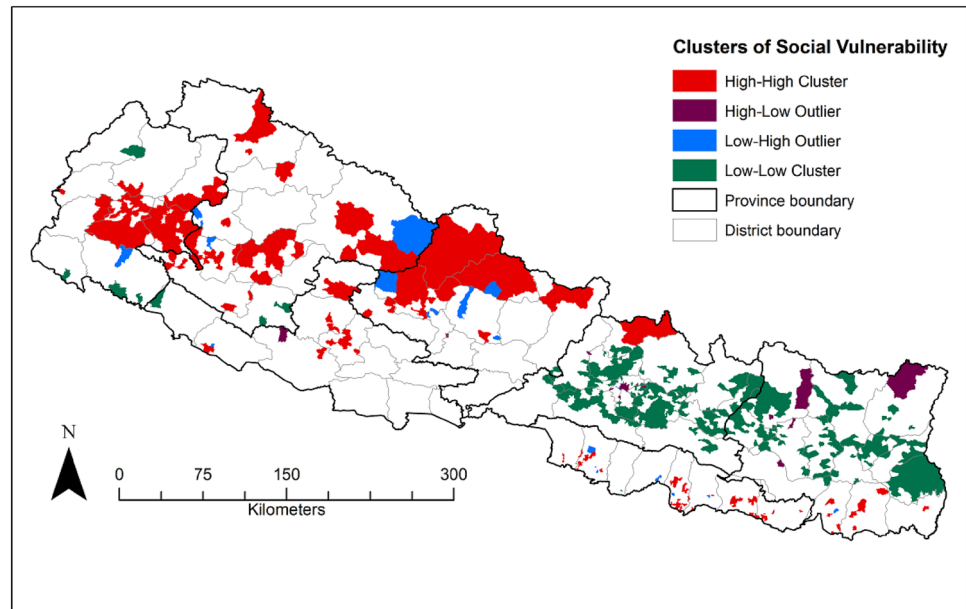 Clusters of Social Vulnerability
High-High Cluster
High-Low Outlier
Low-High Outlier
Low-Low Cluster
Province boundary
District boundary
N
0 75 150 300
Kilometers